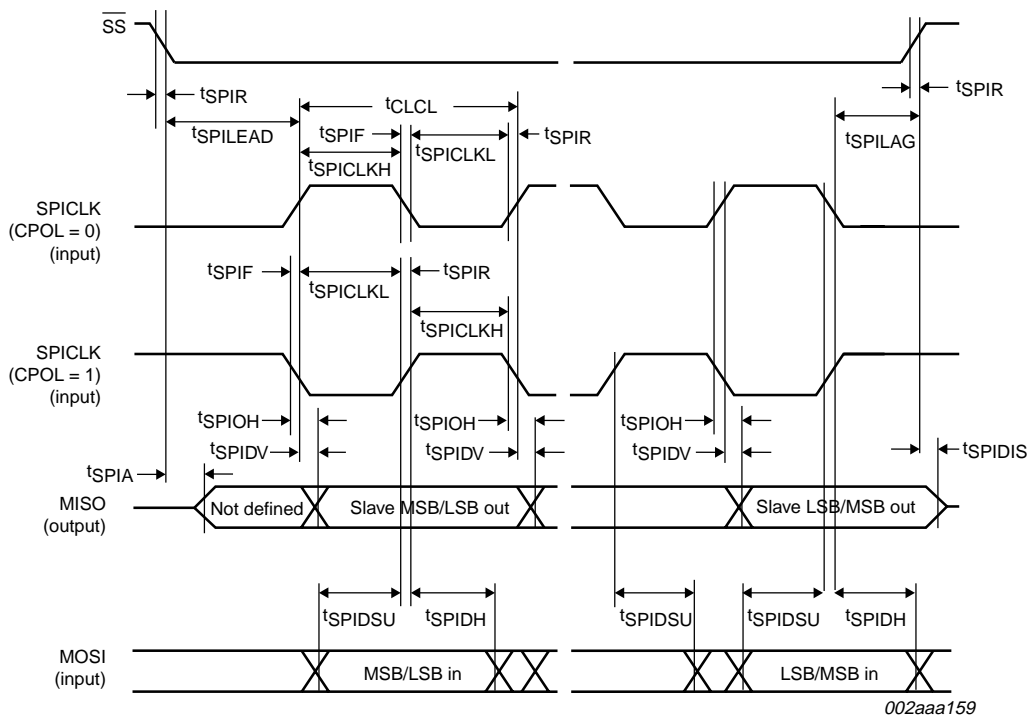 SS
tSPIR
tCLCL
tSPIR
tSPILEAD
tSPIF
tSPICLKL
tSPIR
tSPILAG
tSPICLKH
SPICLK
(CPOL = 0)
(input)
tSPIF
tSPICLKL
tSPIR
tSPICLKH
SPICLK
(CPOL = 1)
(input)
tSPIOH
tSPIOH
tSPIOH
tSPIDV
tSPIDV
tSPIDV
tSPIDIS
tSPIA
MISO
(output)
Not defined
Slave MSB/LSB out
Slave LSB/MSB out
tSPIDSU
tSPIDH
tSPIDSU
tSPIDSU
tSPIDH
MOSI
(input)
MSB/LSB in
LSB/MSB in
002aaa159